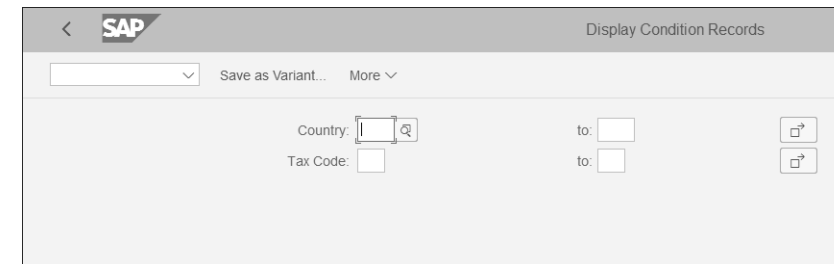 SAP Display Condition Records
Save as Variant... More
Country: to:
Tax Code: to: